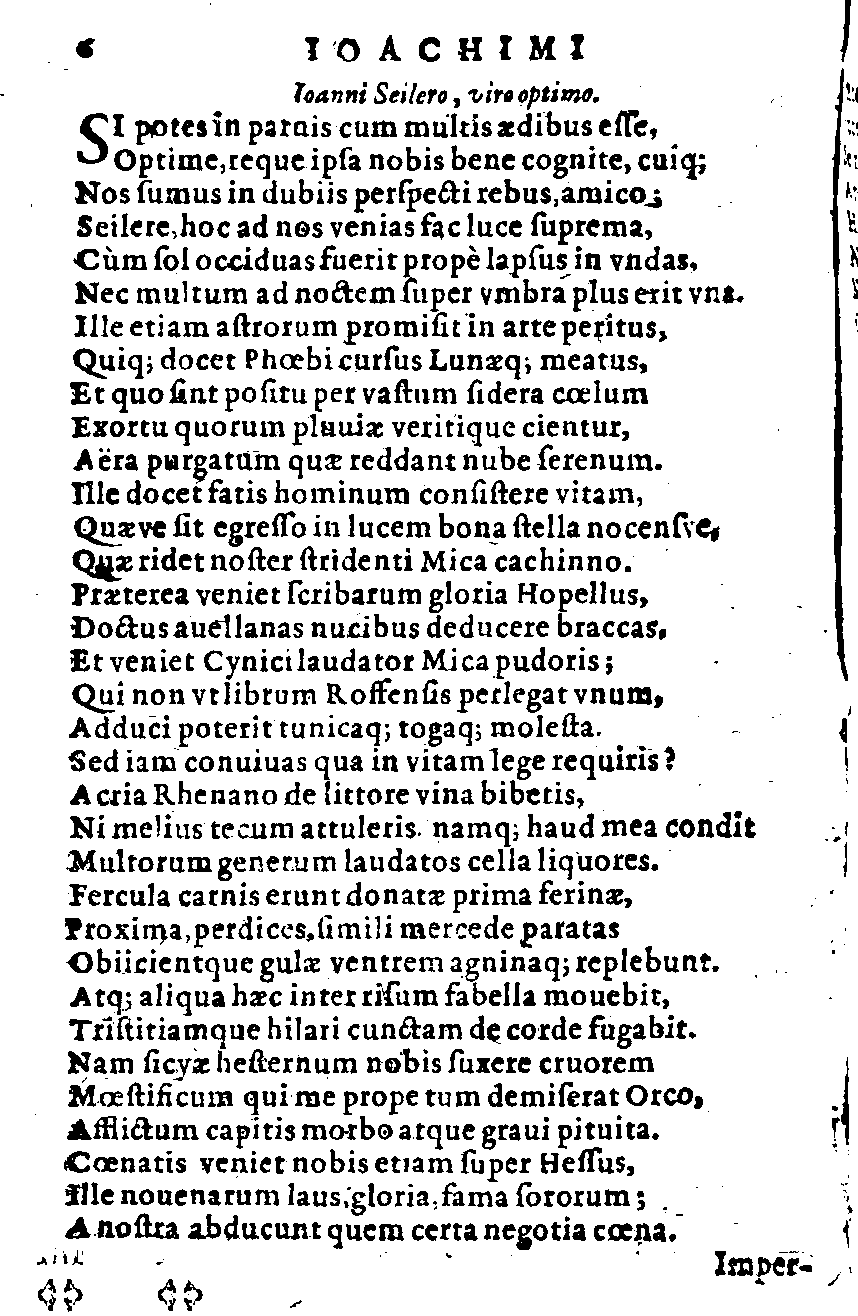 6 IOACHIMI
Ioanni Seilero, viro optimo.
SI potes in paruis cum multis ædibus eſſe,
Optime, teque ipſa nobis bene cognite, cuiq;
Nos ſumus in dubiis perſpecti rebus, amico;
Seilere, hoc ad nos venias fac luce ſuprema,
Cùm ſol occiduas fuerit propè lapſus in vndas,
Nec multum ad noctem ſuper vmbra plus erit vna.
Ille etiam aſtrorum promiſit in arte peritus,
Quiq; docet Phœbi curſus Lunæq; meatus,
Et quo ſint poſitu per vaſtum ſidera cœlum
Exortu quorum pluuiæ veritique cientur,
Aëra purgatum quæ reddant nube ſerenum.
Ille docet fatis hominum conſiſtere vitam,
Quæve ſit egreſſo in lucem bona ſtella nocenſve,
Quæ ridet noſter ſtridenti Mica cachinno.
Præterea veniet ſcribarum gloria Hopellus,
Doctus auellanas nucibus deducere braccas,
Et veniet Cynici laudator Mica pudoris;
Qui non vt librum Roffenſis perlegat vnum,
Adduci poterit tunicaq; togaq; moleſta.
Sed iam conuiuas qua in vitam lege requiris?
Acria Rhenano de littore vina bibetis,
Ni melius tecum attuleris. namq; haud mea condit
Multorum generum laudatos cella liquores.
Fercula carnis erunt donatæ prima ferinæ,
Proxima, perdices, ſimili mercede paratas
Obiicientque gulæ ventrem agninaq; replebunt.
Atq; aliqua hæc inter riſum fabella mouebit,
Triſtitiamque hilari cunctam de corde fugabit.
Nam ſicyæ heſternum nobis ſuxere cruorem
Mœſtificum qui me prope tum demiſerat Orco,
Afflictum capitis morbo atque graui pituita.
Cœnatis veniet nobis etiam ſuper Heſſus,
Ille nouenarum laus, gloria, fama ſororum;
A noſtra abducunt quem certa negotia cœna.
Imper-